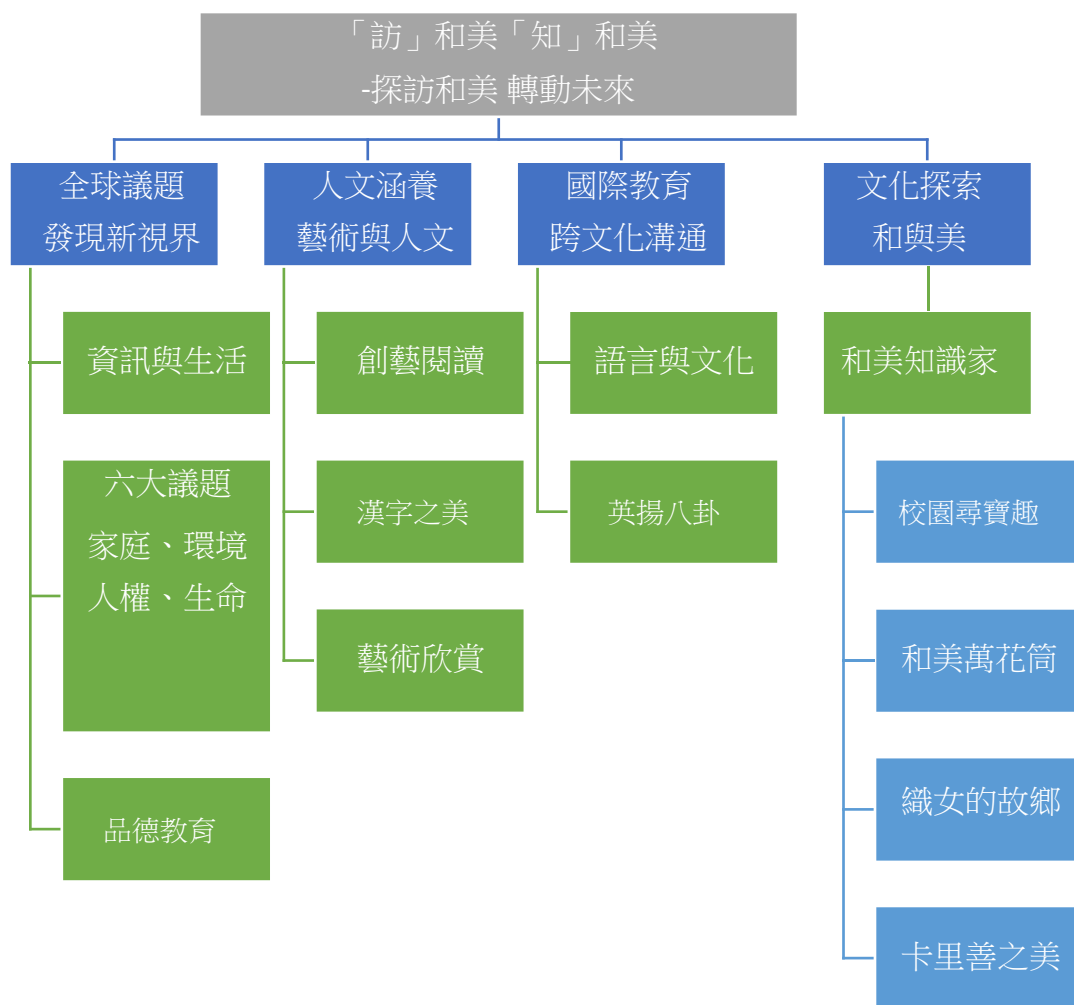 「訪」和美「知」和美
-探訪和美 轉動未來
全球議題
發現新視界
人文涵養
藝術與人文
國際教育
跨文化溝通
文化探索
和與美
資訊與生活
創藝閱讀
語言與文化
和美知識家
六大議題
家庭、環境
人權、生命
漢字之美
英揚八卦
校園尋寶趣
藝術欣賞
和美萬花筒
品德教育
織女的故鄉
卡里善之美